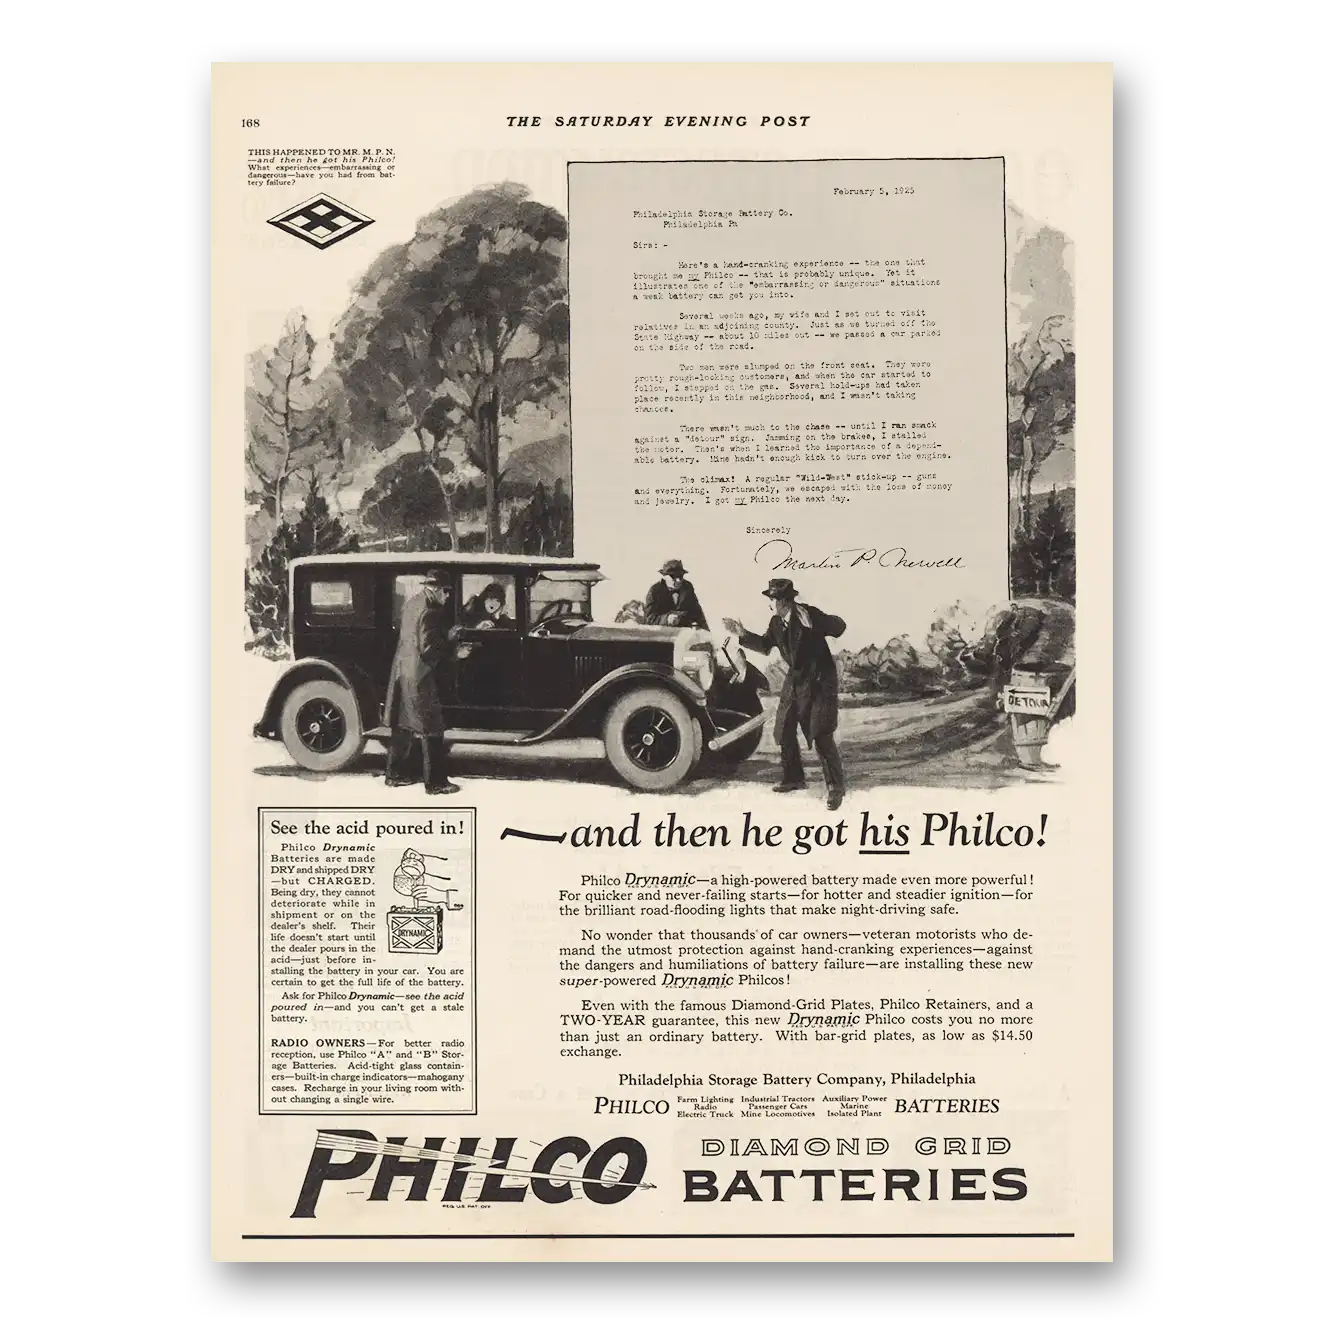 168
THE SATURDAY EVENING POST
THIS HAPPENED TO MR. M. P. N.
—and then he got his Philco!
What experiences—embarrassing or
dangerous—have you had from bat-
tery failure?
February 5, 1925
Philadelphia Storage Battery Co.
Philadelphia Pa
Sirs: -
Here's a hand-cranking experience -- the one that
brought me my Philco -- that is probably unique. Yet it
illustrates one of the "embarrassing or dangerous" situations
a weak battery can get you into.
Several weeks ago, my wife and I set out to visit
relatives in an adjoining county. Just as we turned off the
State Highway -- about 10 miles out -- we passed a car parked
on the side of the road.
Two men were slumped on the front seat. They were
pretty rough-looking customers, and when the car started to
follow, I stepped on the gas. Several hold-ups had taken
place recently in this neighborhood, and I wasn't taking
chances.
There wasn't much to the chase -- until I ran smack
against a "detour" sign. Jamming on the brakes, I stalled
the motor. Then's when I learned the importance of a depend-
able battery. Mine hadn't enough kick to turn over the engine.
The climax! A regular "Wild-West" stick-up -- guns
and everything. Fortunately, we escaped with the loss of money
and jewelry. I got my Philco the next day.
Sincerely
Martin P. Newell
DETOUR
See the acid poured in!
Philco Drynamic
Batteries are made
DRY and shipped DRY
—but CHARGED.
Being dry, they cannot
deteriorate while in
shipment or on the
dealer's shelf. Their
life doesn't start until
the dealer pours in the
acid—just before in-
stalling the battery in your car. You are
certain to get the full life of the battery.
Ask for Philco Drynamic—see the acid
poured in—and you can't get a stale
battery.
RADIO OWNERS—For better radio
reception, use Philco "A" and "B" Stor-
age Batteries. Acid-tight glass contain-
ers—built-in charge indicators—mahogany
cases. Recharge in your living room with-
out changing a single wire.
DRYNAMIC
—and then he got his Philco!
Philco Drynamic—a high-powered battery made even more powerful!
For quicker and never-failing starts—for hotter and steadier ignition—for
the brilliant road-flooding lights that make night-driving safe.
No wonder that thousands of car owners—veteran motorists who de-
mand the utmost protection against hand-cranking experiences—against
the dangers and humiliations of battery failure—are installing these new
super-powered Drynamic Philcos!
Even with the famous Diamond-Grid Plates, Philco Retainers, and a
TWO-YEAR guarantee, this new Drynamic Philco costs you no more
than just an ordinary battery. With bar-grid plates, as low as $14.50
exchange.
Philadelphia Storage Battery Company, Philadelphia
PHILCO Farm Lighting Industrial Tractors Auxiliary Power BATTERIES
Radio Passenger Cars Marine
Electric Truck Mine Locomotives Isolated Plant
PHILCO
REG. U.S. PAT. OFF.
DIAMOND GRID
BATTERIES